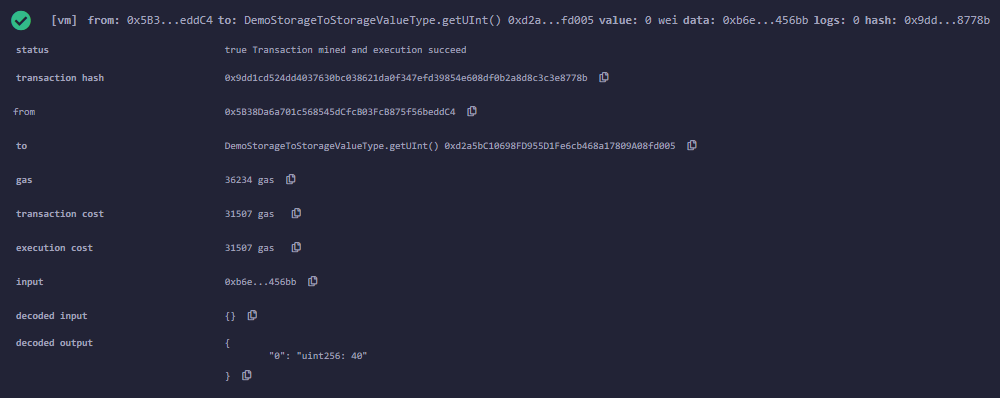 [vm] from: 0x5B3...eddC4 to: DemoStorageToStorageValueType.getUInt() 0xd2a...fd005 value: 0 wei data: 0xb6e...456bb logs: 0 hash: 0x9dd...8778b
status true Transaction mined and execution succeed
transaction hash 0x9dd1cd524dd4037630bc038621da0f347efd39854e608df0b2a8d8c3c3e8778b
from 0x5B38Da6a701c568545dCfcB03FcB875f56beddC4
to DemoStorageToStorageValueType.getUInt() 0xd2a5bC10698FD955D1Fe6cb468a17809A08fd005
gas 36234 gas
transaction cost 31507 gas
execution cost 31507 gas
input 0xb6e...456bb
decoded input {}
decoded output {
"0": "uint256: 40"
}